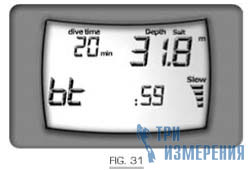 dive time Depth Salt
20 min 31.8 m
Slow
bt :59
ТРИ
ИЗМЕРЕНИЯ
FIG. 31